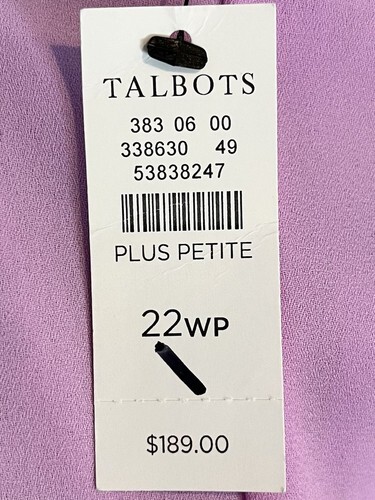 TALBOTS
383 06 00
338630 49
53838247
PLUS PETITE
22WP
$189.00